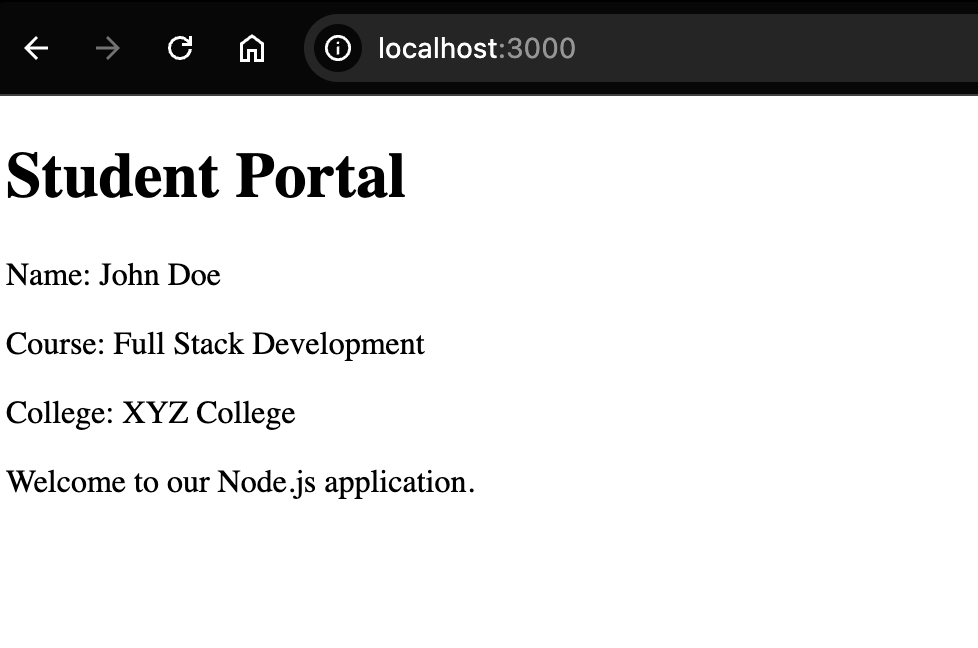 localhost:3000
Student Portal
Name: John Doe
Course: Full Stack Development
College: XYZ College
Welcome to our Node.js application.